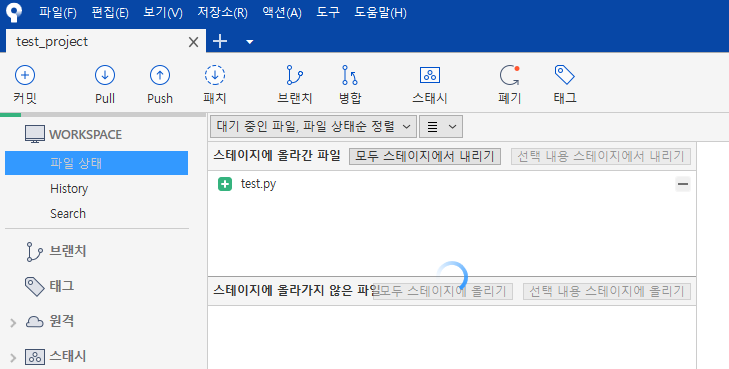 파일(F) 편집(E) 보기(V) 저장소(R) 액션(A) 도구 도움말(H)
test_project
커밋 Pull Push 패치 브랜치 병합 스태시 폐기 태그
WORKSPACE
파일 상태
History
Search
브랜치
태그
원격
스태시
대기 중인 파일, 파일 상태순 정렬
스테이지에 올라간 파일 모두 스테이지에서 내리기 선택 내용 스테이지에서 내리기
test.py
스테이지에 올라가지 않은 파일 모두 스테이지에 올리기 선택 내용 스테이지에 올리기